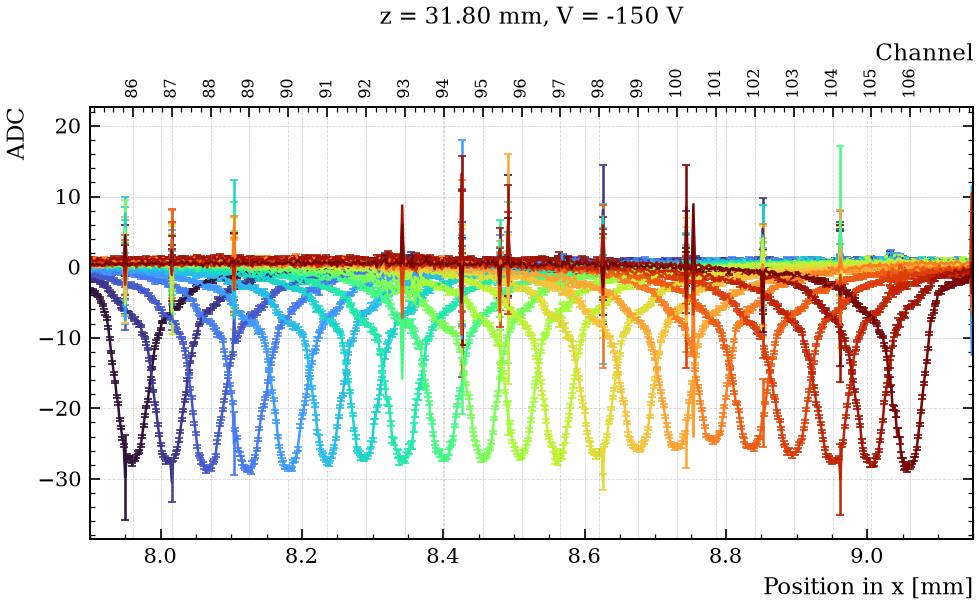 z = 31.80 mm, V = -150 V
Channel
86 87 88 89 90 91 92 93 94 95 96 97 98 99 100 101 102 103 104 105 106
ADC
20
10
0
−10
−20
−30
8.0 8.2 8.4 8.6 8.8 9.0
Position in x [mm]